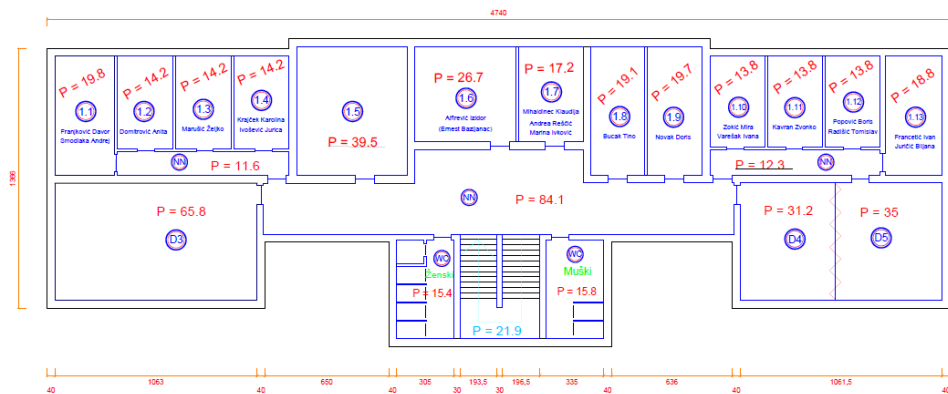 4740
1366
P = 19.8
1.1
Franjković Davor
Smodlaka Andrej
P = 14.2
1.2
Domitrović Anita
P = 14.2
1.3
Marušić Željko
P = 14.2
1.4
Krajček Karolina
Ivošević Jurica
1.5
P = 39.5
P = 26.7
1.6
Alfirević Izidor
(Ernest Bazijanac)
P = 17.2
1.7
Andrea Reščić
Marina Ivković
P = 19.1
1.8
Bucak Tino
P = 19.7
1.9
Novak Doris
P = 13.8
1.10
Zokić Mira
Varešak Ivana
P = 13.8
1.11
Kavran Zvonko
P = 13.8
1.12
Popović Boris
Radišić Tomislav
P = 18.8
1.13
Francetić Ivan
Juričić Biljana
NN
P = 11.6
P = 12.3
NN
NN
P = 84.1
P = 65.8
D3
P = 31.2
D4
P = 35
D5
WC
Ženski
P = 15.4
WC
Muški
P = 15.8
P = 21.9
40
1063
40
650
40
305
30
193,5
30
196,5
335
40
636
40
1061,5
40